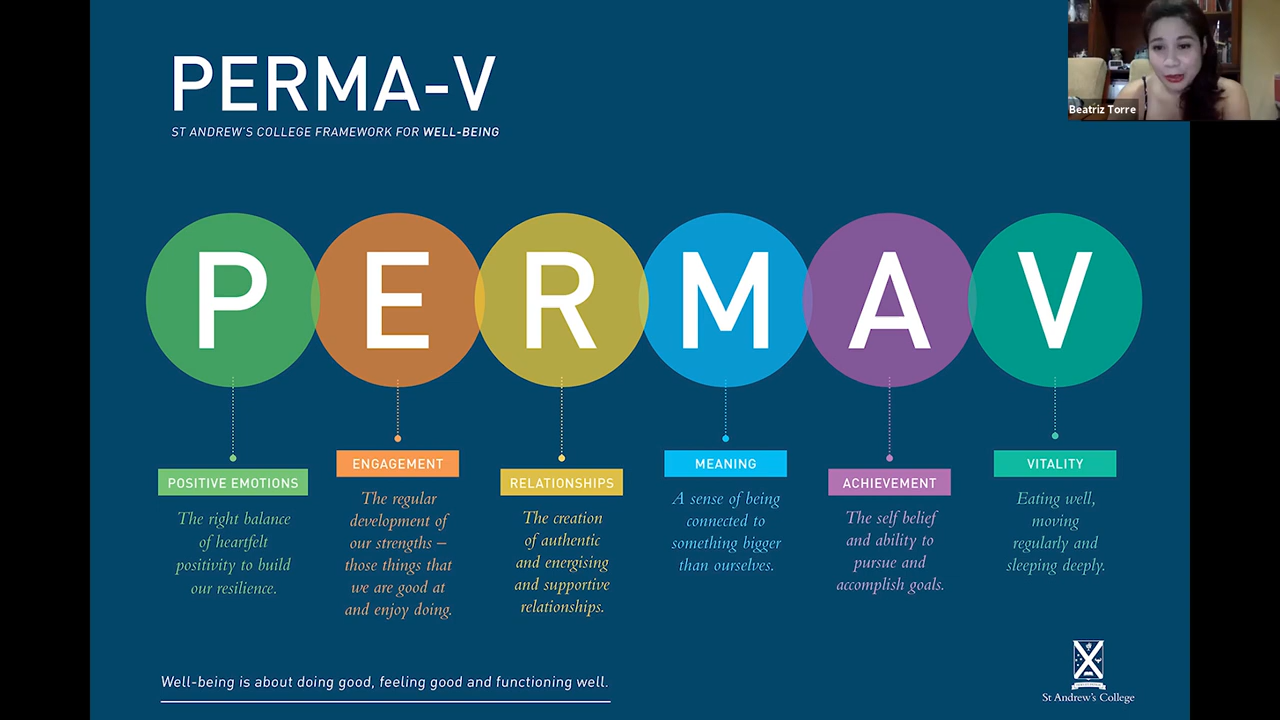 PERMA-V
ST ANDREW'S COLLEGE FRAMEWORK FOR WELL-BEING
Beatriz Torre
P
E
R
M
A
V
POSITIVE EMOTIONS
The right balance
of heartfelt
positivity to build
our resilience.
ENGAGEMENT
The regular
development of
our strengths –
those things that
we are good at
and enjoy doing.
RELATIONSHIPS
The creation
of authentic
and energising
and supportive
relationships.
MEANING
A sense of being
connected to
something bigger
than ourselves.
ACHIEVEMENT
The self belief
and ability to
pursue and
accomplish goals.
VITALITY
Eating well,
moving
regularly and
sleeping deeply.
Well-being is about doing good, feeling good and functioning well.
St Andrew's College